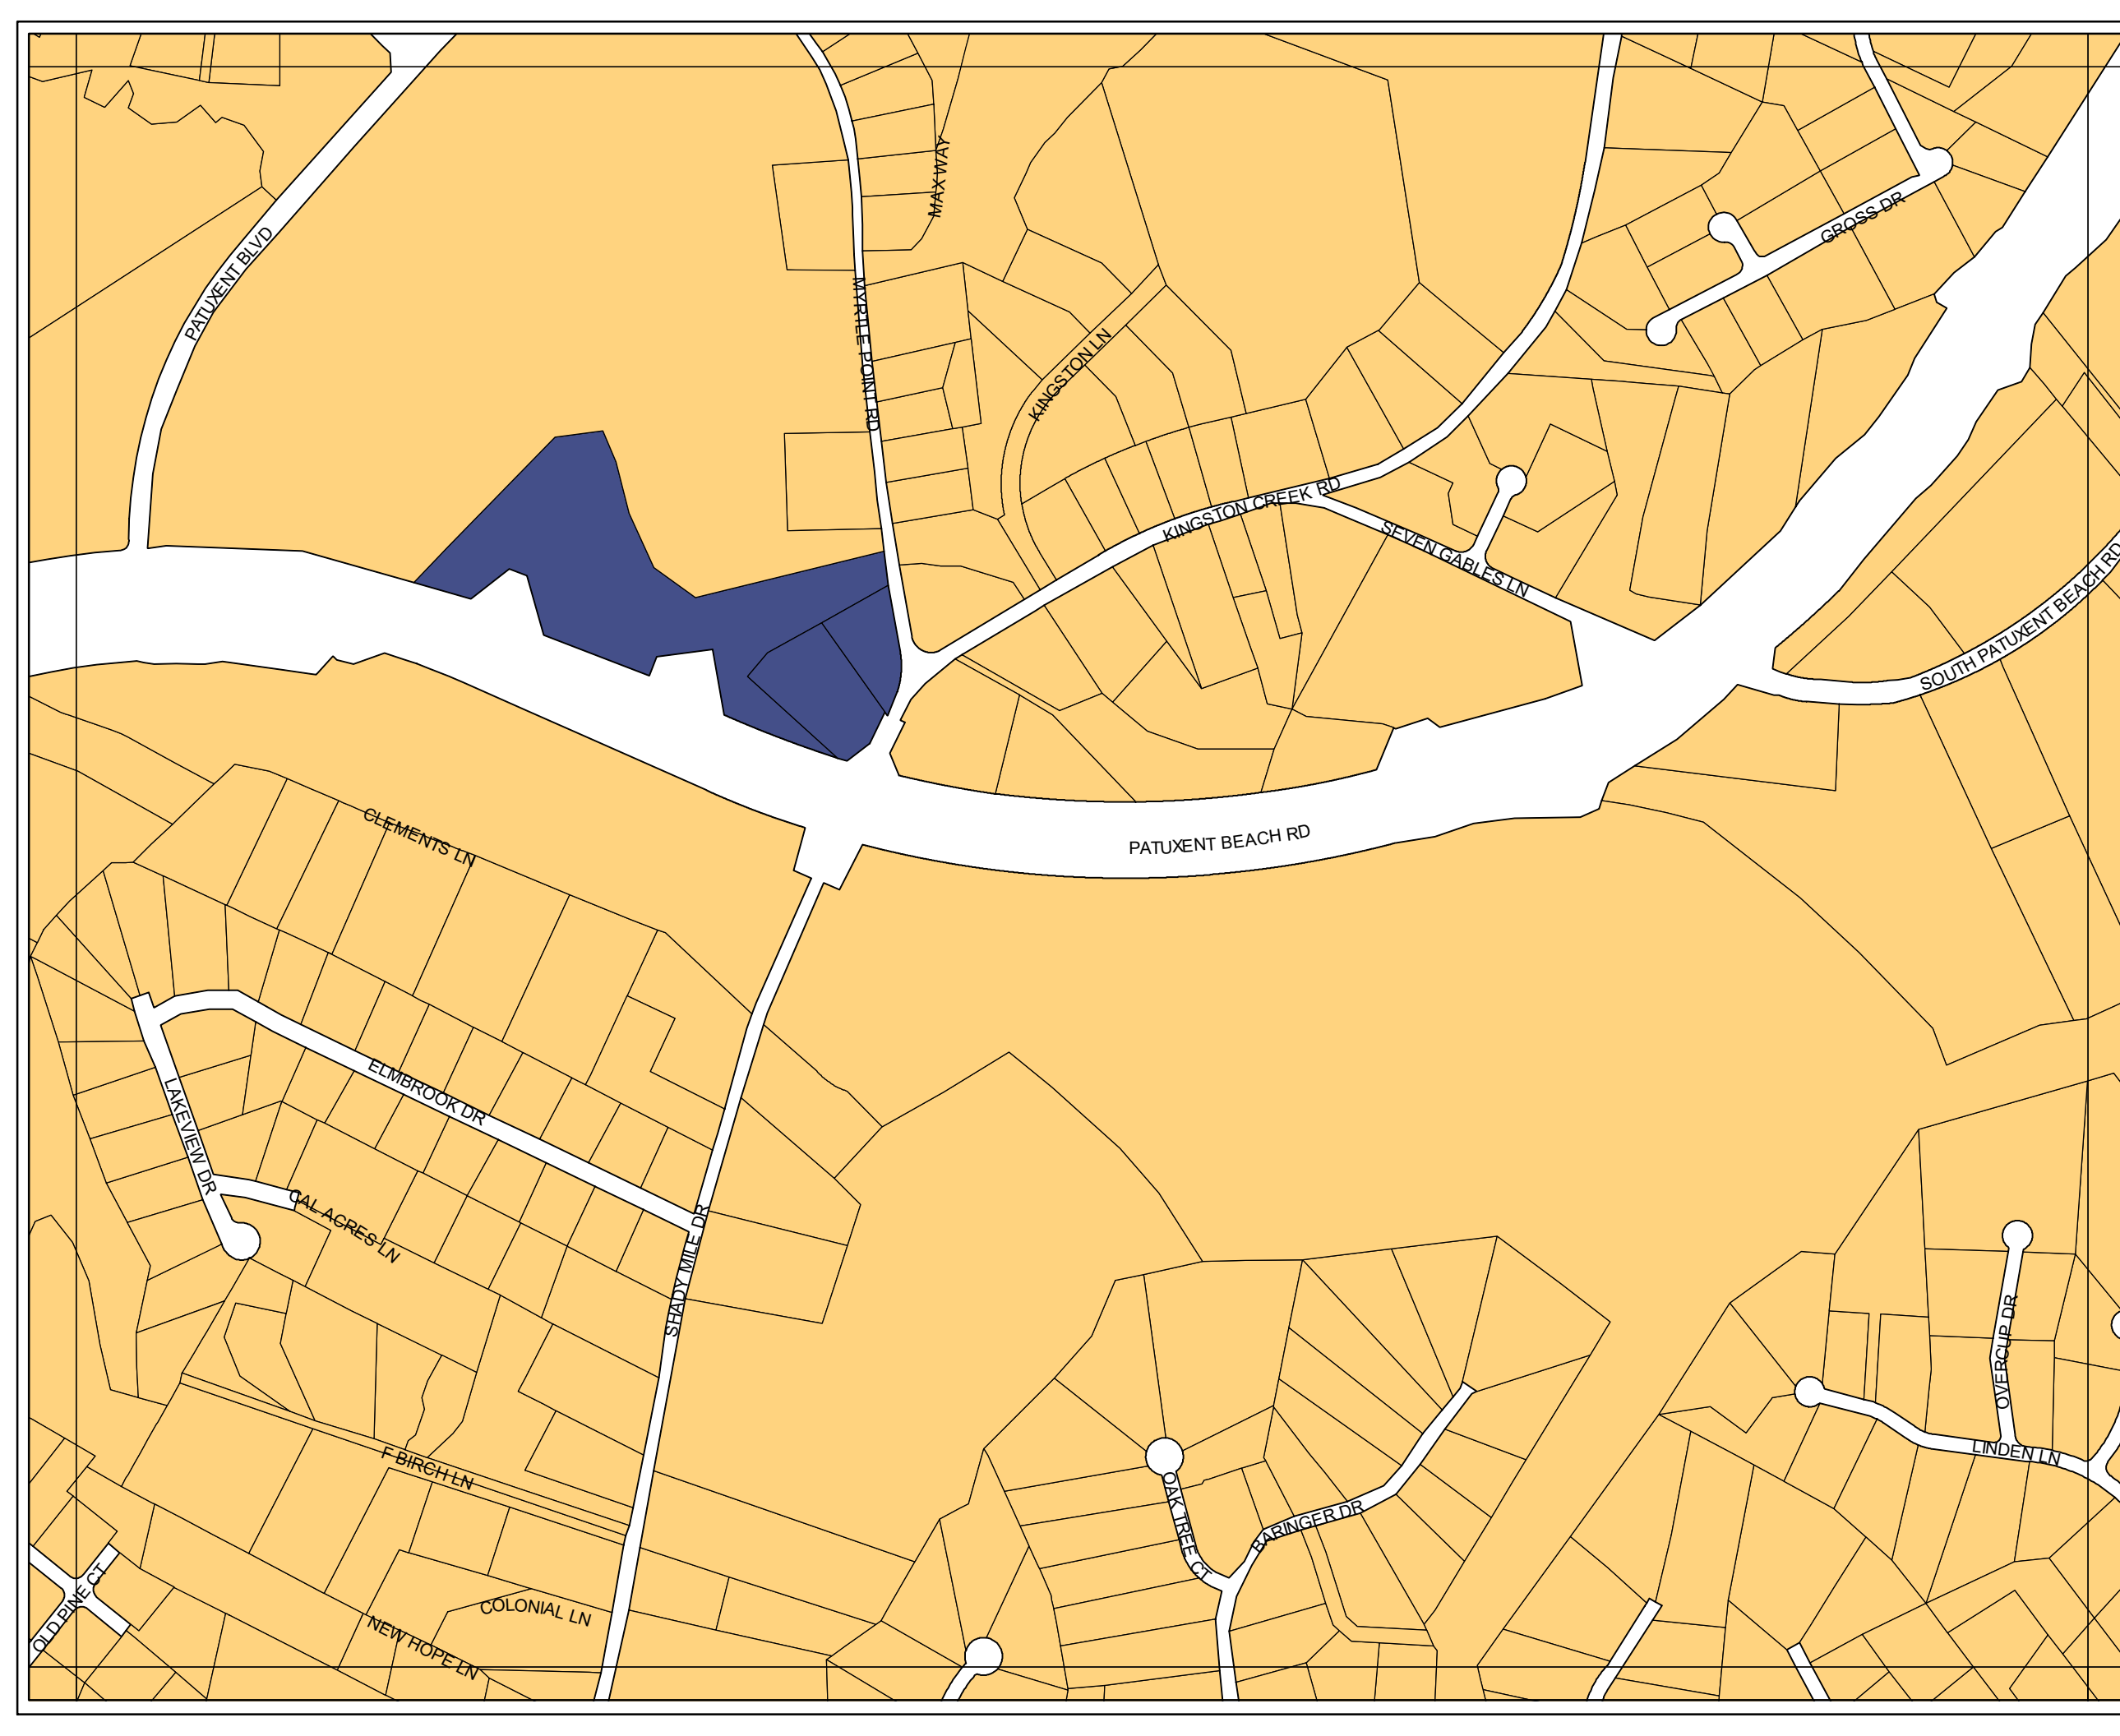 MAX WAY
GROSS DR
PATUXENT BLVD
MYRTLE POINT RD
KINGSTON LN
KINGSTON CREEK RD
SEVEN GABLES LN
SOUTH PATUXENT BEACH RD
PATUXENT BEACH RD
CLEMENTS LN
ELMBROOK DR
LAKEVIEW DR
CAL ACRES LN
SHADY MILE DR
OVERCUP DR
LINDEN LN
F BIRCH LN
OAK TREE CT
BARINGER DR
OLD PINE CT
COLONIAL LN
NEW HOPE LN